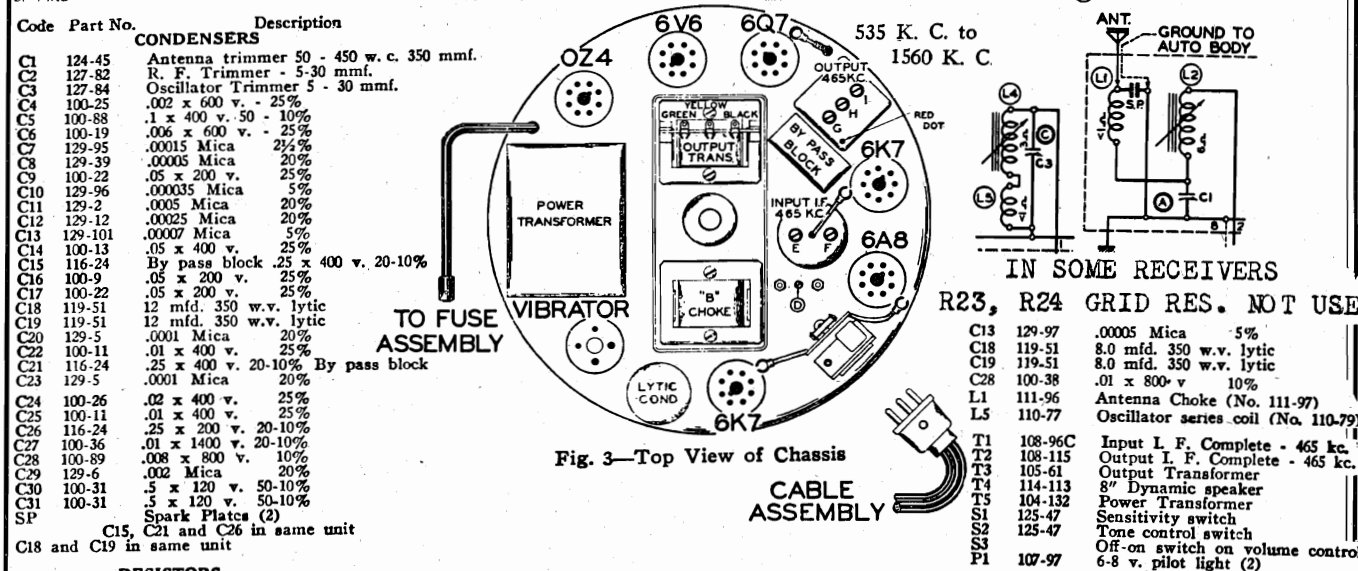 Code Part No. Description
CONDENSERS
C1 124-45 Antenna trimmer 50 - 450 w. c. 350 mmf.
C2 127-82 R. F. Trimmer - 5-30 mmf.
C3 127-84 Oscillator Trimmer 5 - 30 mmf.
C4 100-25 .002 x 600 v. - 25%
C5 100-88 .1 x 400 v. 50 - 10%
C6 100-19 .006 x 600 v. - 25%
C7 129-95 .00015 Mica 2½%
C8 129-39 .00005 Mica 20%
C9 100-22 .05 x 200 v. 25%
C10 129-96 .000035 Mica 5%
C11 129-2 .0005 Mica 20%
C12 129-12 .00025 Mica 20%
C13 129-101 .00007 Mica 5%
C14 100-13 .05 x 400 v. 25%
C15 116-24 By pass block .25 x 400 v. 20-10%
C16 100-9 .05 x 200 v. 25%
C17 100-22 .05 x 200 v. 25%
C18 119-51 12 mfd. 350 w.v. lytic
C19 119-51 12 mfd. 350 w.v. lytic
C20 129-5 .0001 Mica 20%
C22 100-11 .01 x 400 v. 25%
C21 116-24 .25 x 400 v. 20-10% By pass block
C23 129-5 .0001 Mica 20%
C24 100-26 .02 x 400 v. 25%
C25 100-11 .01 x 400 v. 25%
C26 116-24 .25 x 200 v. 20-10%
C27 100-36 .01 x 1400 v. 20-10%
C28 100-89 .008 x 800 v. 10%
C29 129-6 .002 Mica 20%
C30 100-31 .5 x 120 v. 50-10%
C31 100-31 .5 x 120 v. 50-10%
SP Spark Plates (2)
C15, C21 and C26 in same unit
C18 and C19 in same unit
6V6
6Q7
OZ4
535 K. C. to
1560 K. C.
OUTPUT
465 K.C.
I
H
G
RED
DOT
YELLOW
GREEN BLACK
OUTPUT
TRANS.
BY PASS
BLOCK
6K7
POWER
TRANSFORMER
INPUT I.F.
465 K.C.
E F
6A8
"B"
CHOKE
TO FUSE
ASSEMBLY
VIBRATOR
LYTIC
COND
6K7
Fig. 3—Top View of Chassis
CABLE
ASSEMBLY
ANT.
GROUND TO
AUTO BODY
L1
L2
S.P.
L4
C
C3
L5
A
C1
8 2
IN SOME RECEIVERS
R23, R24 GRID RES. NOT USE
C13 129-97 .00005 Mica 5%
C18 119-51 8.0 mfd. 350 w.v. lytic
C19 119-51 8.0 mfd. 350 w.v. lytic
C28 100-38 .01 x 800 v 10%
L1 111-96 Antenna Choke (No. 111-97)
L5 110-77 Oscillator series coil (No. 110-79)
T1 108-96C Input I. F. Complete - 465 kc.
T2 108-115 Output I. F. Complete - 465 kc.
T3 105-61 Output Transformer
T4 114-113 8" Dynamic speaker
T5 104-132 Power Transformer
S1 125-47 Sensitivity switch
S2 125-47 Tone control switch
S3 Off-on switch on volume control
P1 107-97 6-8 v. pilot light (2)